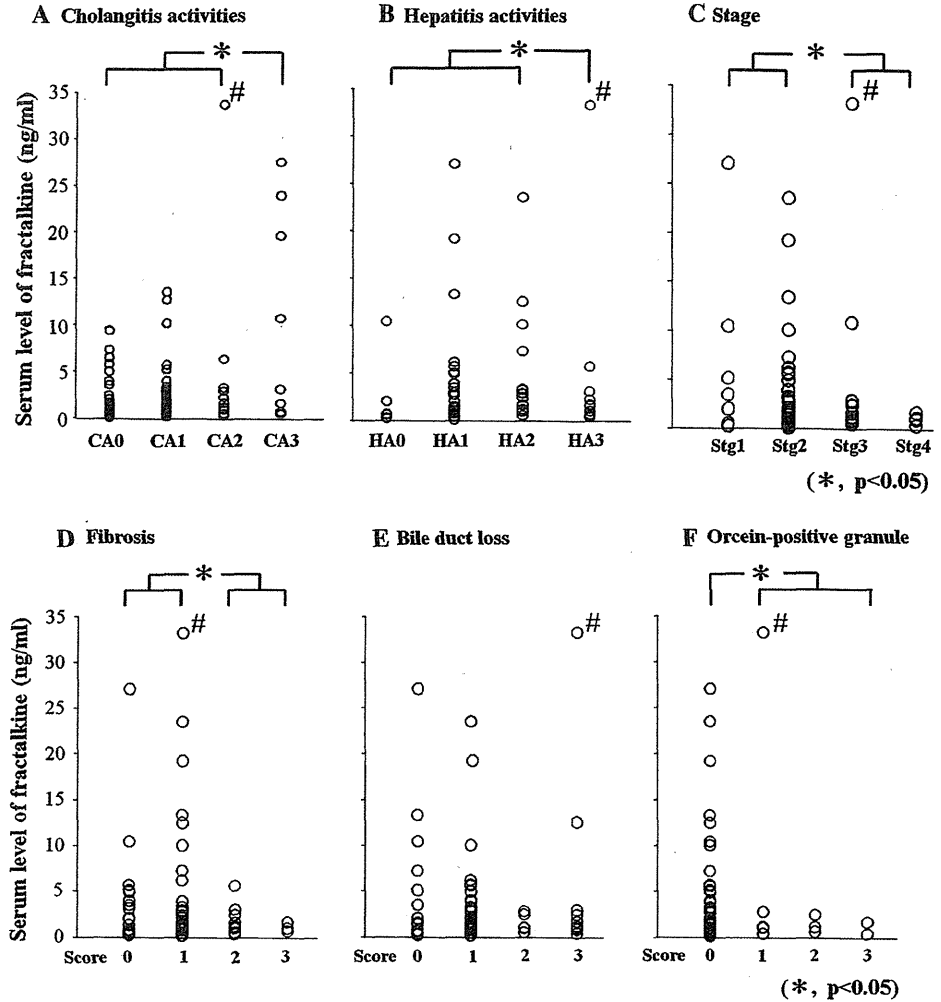 A Cholangitis activities
B Hepatitis activities
C Stage
*
*
*
#
#
#
Serum level of fractalkine (ng/ml)
35
30
25
20
15
10
5
0
CA0 CA1 CA2 CA3
HA0 HA1 HA2 HA3
Stg1 Stg2 Stg3 Stg4
(*, p<0.05)
D Fibrosis
E Bile duct loss
F Orcein-positive granule
*
*
#
#
#
Serum level of fractalkine (ng/ml)
35
30
25
20
15
10
5
0
Score 0 1 2 3
Score 0 1 2 3
Score 0 1 2 3
(*, p<0.05)